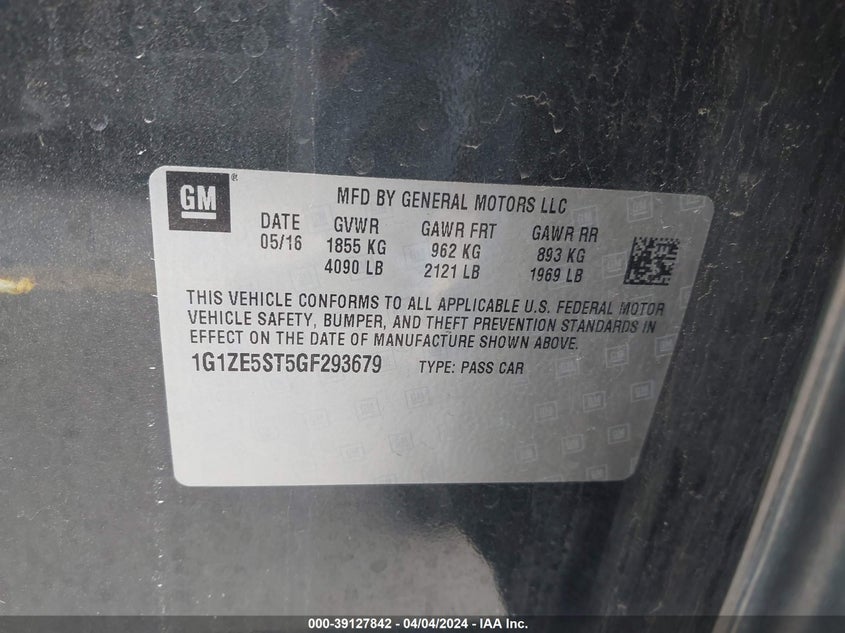 GM ®
MFD BY GENERAL MOTORS LLC
DATE GVWR GAWR FRT GAWR RR
05/16 1855 KG 962 KG 893 KG
4090 LB 2121 LB 1969 LB
THIS VEHICLE CONFORMS TO ALL APPLICABLE U.S. FEDERAL MOTOR
VEHICLE SAFETY, BUMPER, AND THEFT PREVENTION STANDARDS IN
EFFECT ON THE DATE OF MANUFACTURE SHOWN ABOVE.
1G1ZE5ST5GF293679 TYPE: PASS CAR
000-39127842 - 04/04/2024 - IAA Inc.